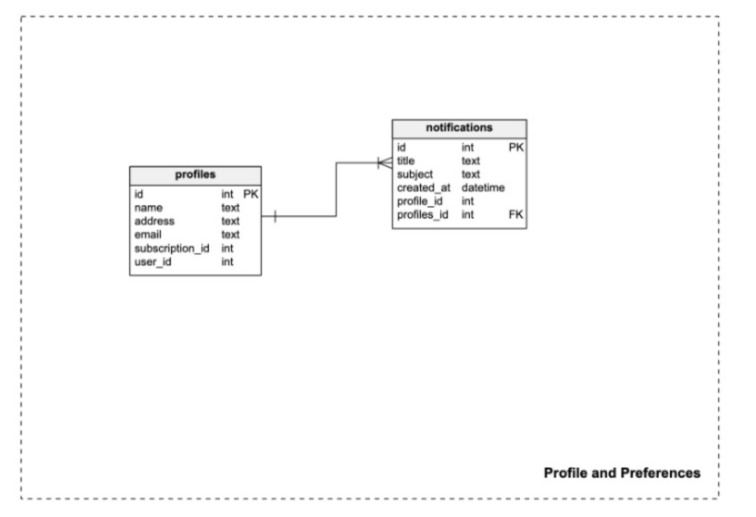 profiles
id int PK
name text
address text
email text
subscription_id int
user_id int
notifications
id int PK
title text
subject text
created_at datetime
profile_id int
profiles_id int FK
Profile and Preferences